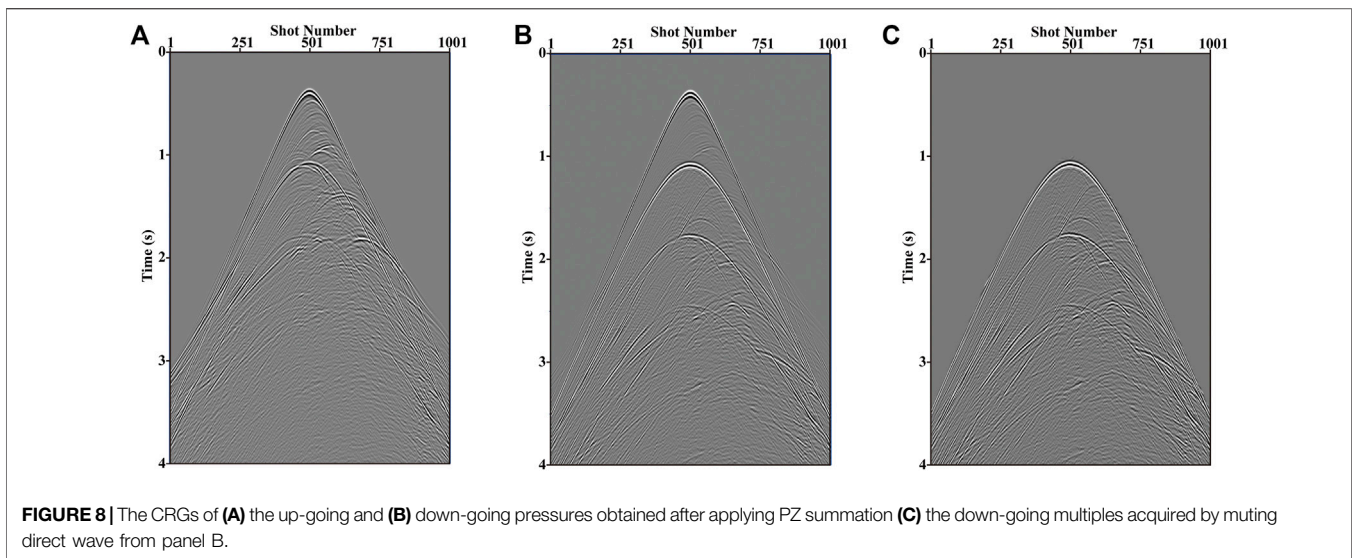 A
Shot Number
1 251 501 751 1001
0
1
2
3
4
Time (s)
B
Shot Number
1 251 501 751 1001
0
1
2
3
4
Time (s)
C
Shot Number
1 251 501 751 1001
0
1
2
3
4
Time (s)
FIGURE 8 | The CRGs of (A) the up-going and (B) down-going pressures obtained after applying PZ summation (C) the down-going multiples acquired by muting
direct wave from panel B.